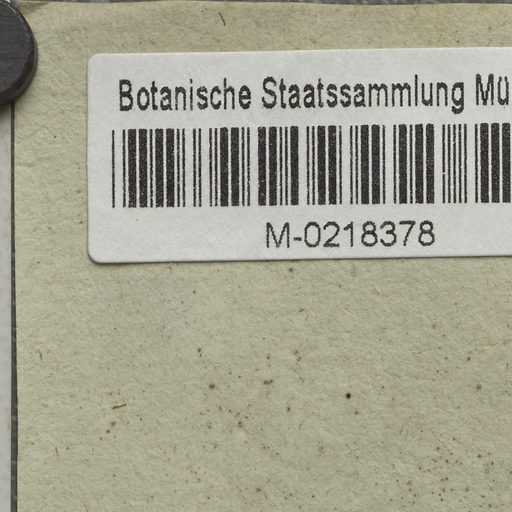 Botanische Staatssammlung Mü
M-0218378